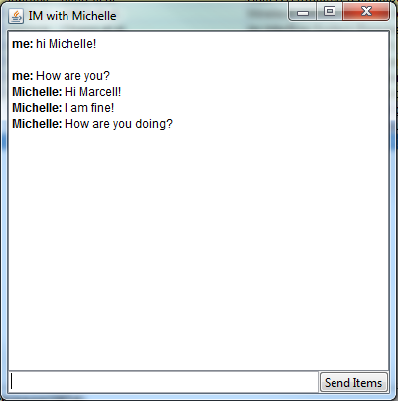 IM with Michelle
me: hi Michelle!
me: How are you?
Michelle: Hi Marcell!
Michelle: I am fine!
Michelle: How are you doing?
Send Items